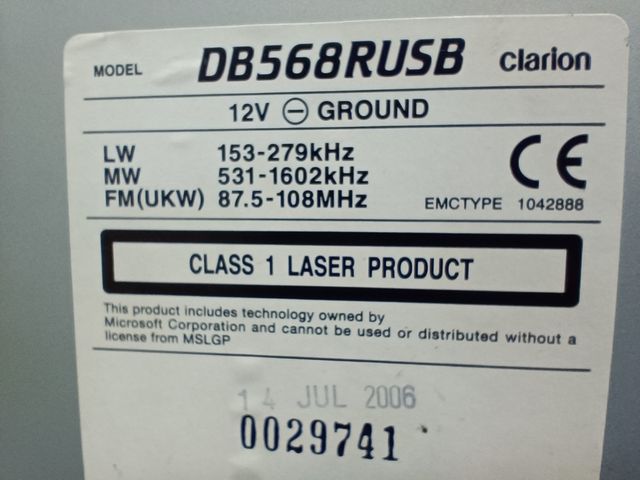 MODEL DB568RUSB clarion
12V ⊖ GROUND
LW 153-279kHz
MW 531-1602kHz
FM(UKW) 87.5-108MHz
CE
EMCTYPE 1042888
CLASS 1 LASER PRODUCT
This product includes technology owned by
Microsoft Corporation and cannot be used or distributed without a
license from MSLGP
14 JUL 2006
0029741